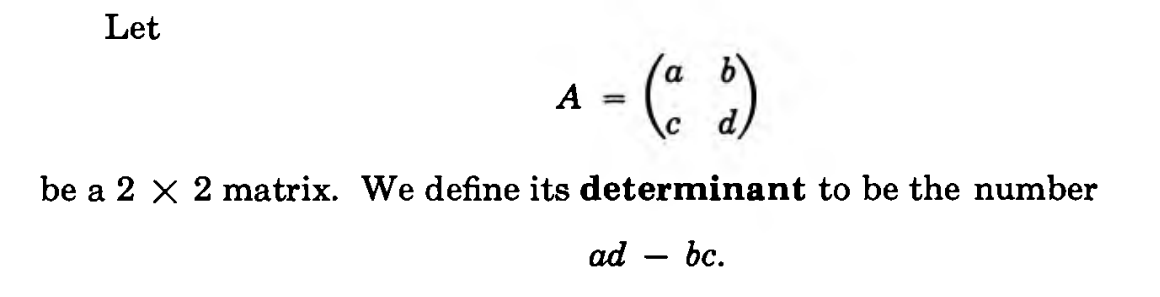 Let
A = (a b
c d)
be a 2 × 2 matrix. We define its determinant to be the number
ad − bc.